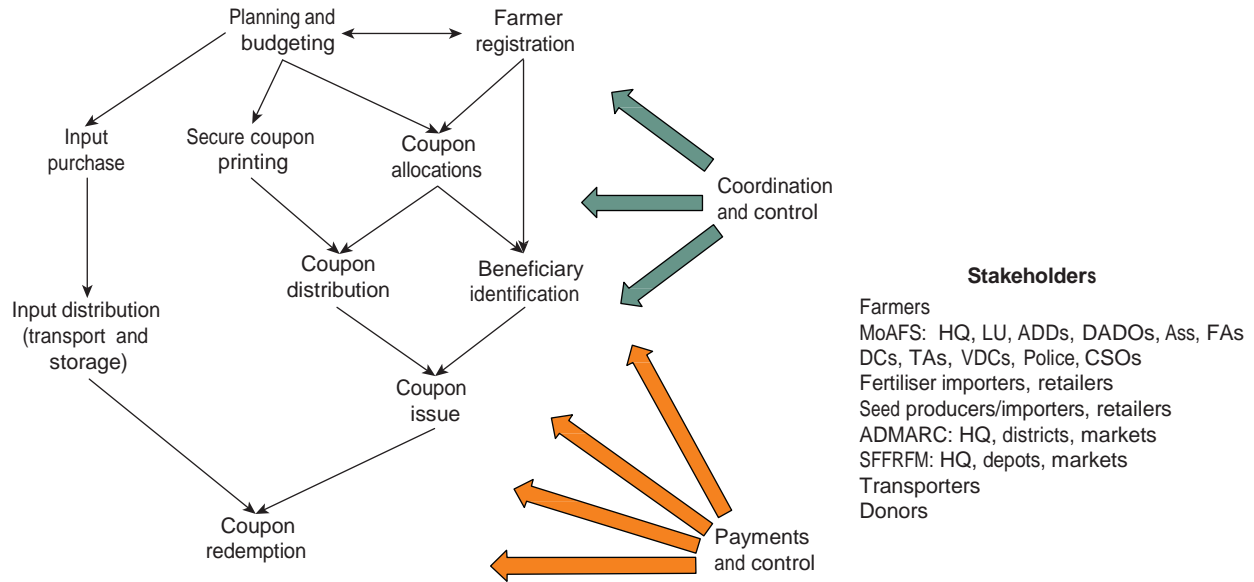 Planning and
budgeting
Farmer
registration
Input
purchase
Secure coupon
printing
Coupon
allocations
Coordination
and control
Coupon
distribution
Beneficiary
identification
Input distribution
(transport and
storage)
Coupon
issue
Coupon
redemption
Payments
and control
Stakeholders
Farmers
MoAFS: HQ, LU, ADDs, DADOs, Ass, FAs
DCs, TAs, VDCs, Police, CSOs
Fertiliser importers, retailers
Seed producers/importers, retailers
ADMARC: HQ, districts, markets
SFFRFM: HQ, depots, markets
Transporters
Donors